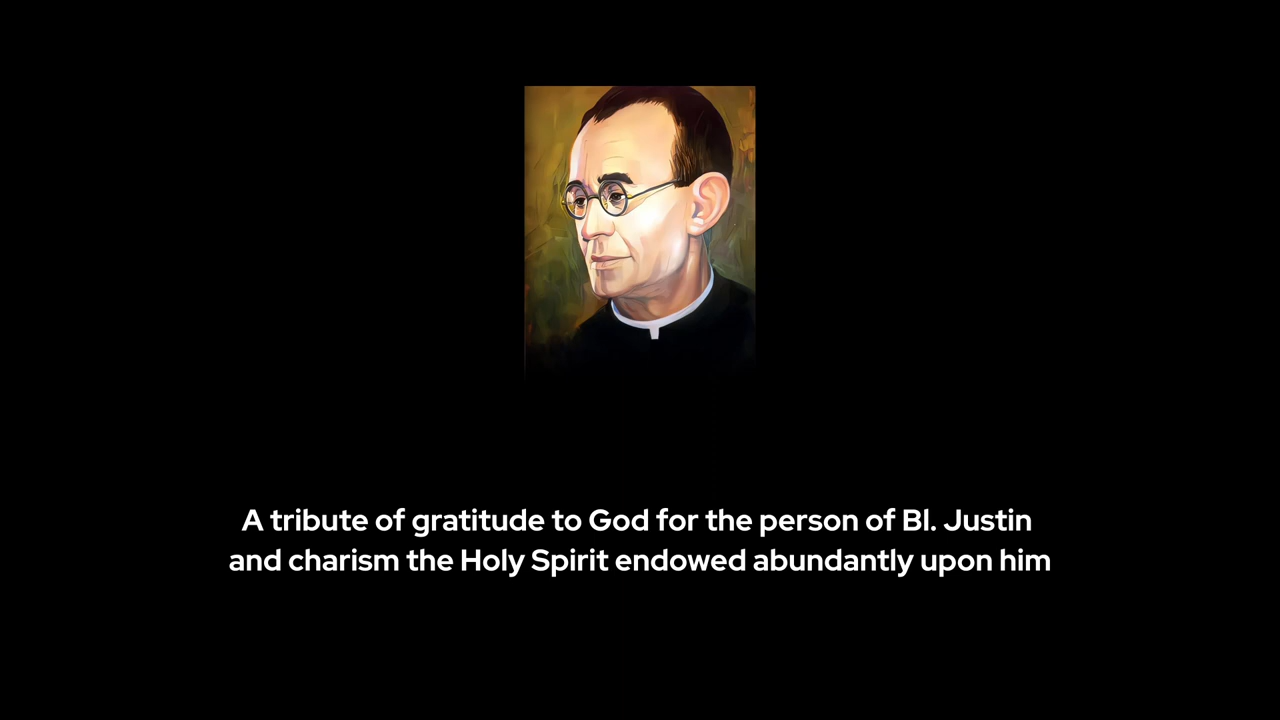 A tribute of gratitude to God for the person of Bl. Justin
and charism the Holy Spirit endowed abundantly upon him